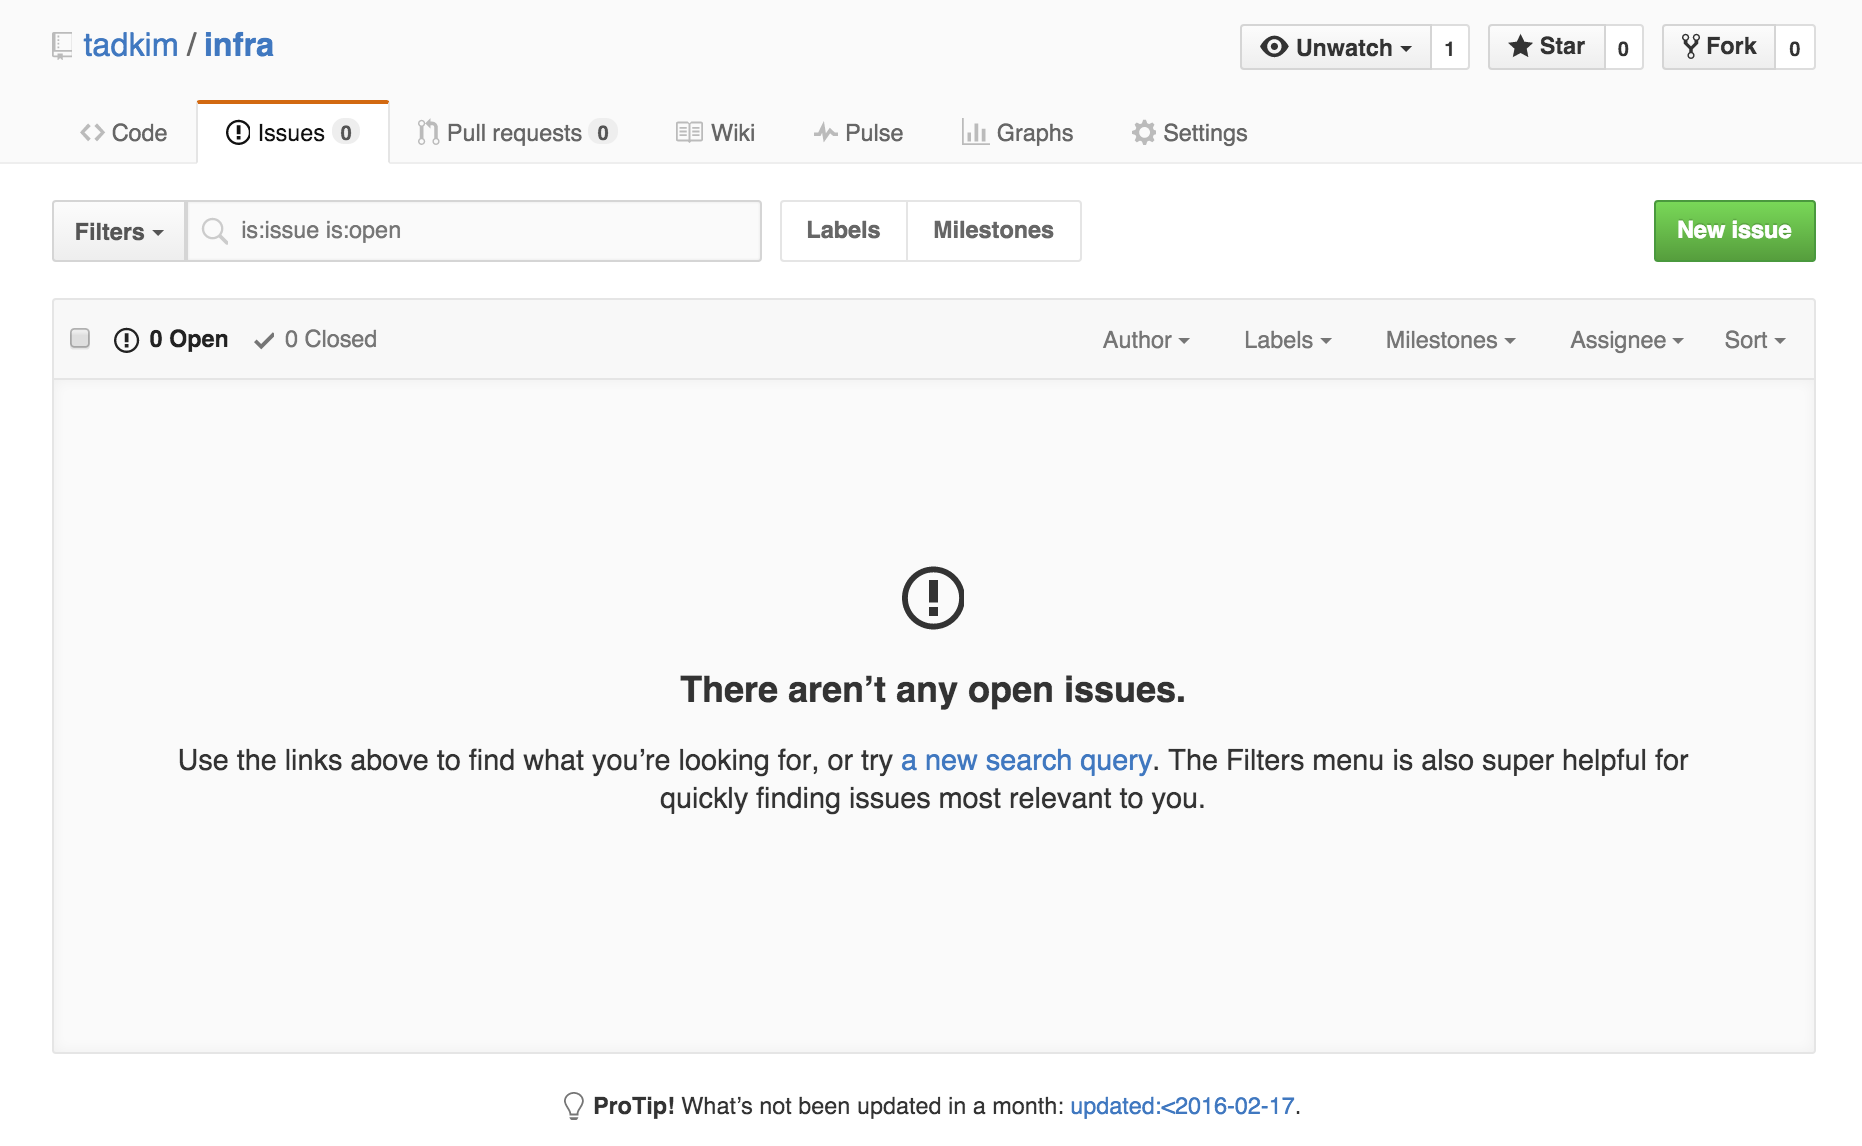 tadkim / infra
Unwatch 1 Star 0 Fork 0
Code Issues 0 Pull requests 0 Wiki Pulse Graphs Settings
Filters is:issue is:open Labels Milestones New issue
0 Open 0 Closed Author Labels Milestones Assignee Sort
There aren’t any open issues.
Use the links above to find what you’re looking for, or try a new search query. The Filters menu is also super helpful for
quickly finding issues most relevant to you.
ProTip! What’s not been updated in a month: updated:<2016-02-17.